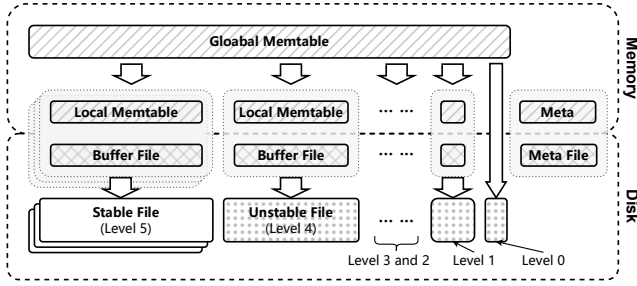 Gloabal Memtable
Memory
Local Memtable
Local Memtable
... ...
Meta
Buffer File
Buffer File
... ...
Meta File
Disk
Stable File
(Level 5)
Unstable File
(Level 4)
... ...
Level 3 and 2
Level 1
Level 0